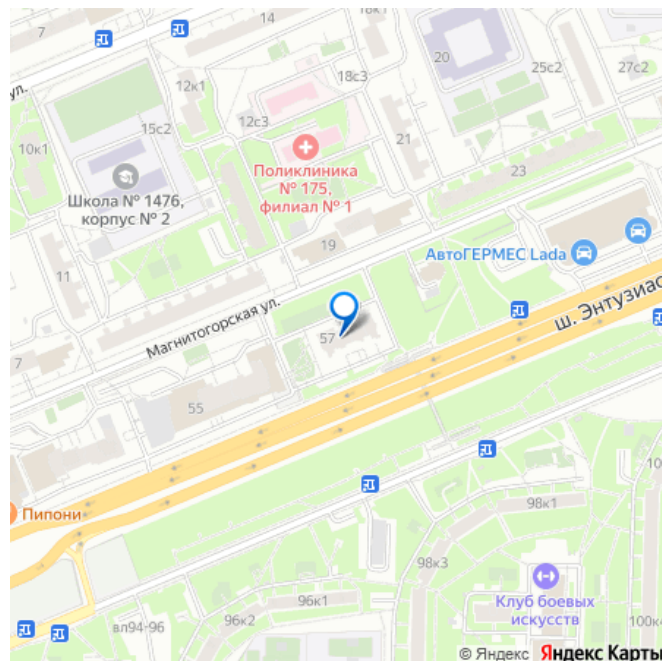 7
14
18к1
ул.
12к1
18с3
20
25с2
27с2
10к1
15с2
12с3
21
Поликлиника
№ 175,
филиал № 1
23
Школа № 1476,
корпус № 2
19
АвтоГЕРМЕС Lada
11
Магнитогорская ул.
ш. Энтузиас
57
7
55
Пипони
98к1
10
98к3
Клуб боевых
искусств
96к1
96к2
вл94-96
100к4
© Яндекс Яндекс Карты